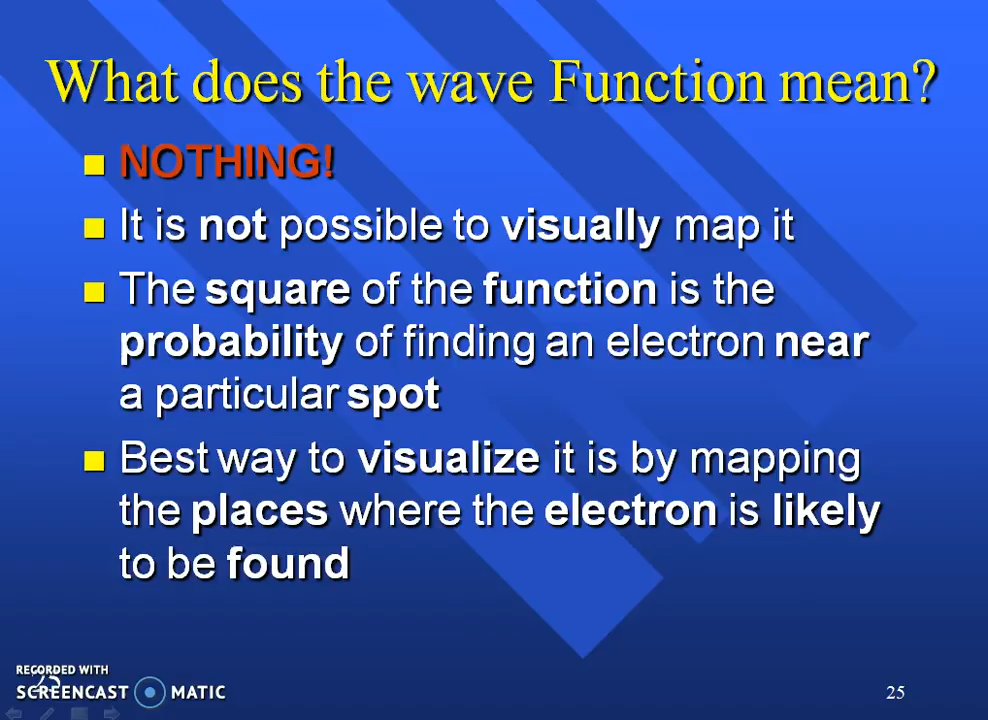 What does the wave Function mean?
NOTHING!
It is not possible to visually map it
The square of the function is the
probability of finding an electron near
a particular spot
Best way to visualize it is by mapping
the places where the electron is likely
to be found
RECORDED WITH
25
SCREENCAST MATIC
25